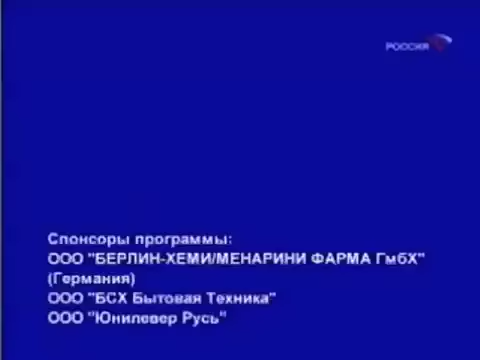 РОССИЯ
Спонсоры программы:
ООО "БЕРЛИН-ХЕМИ/МЕНАРИНИ ФАРМА ГмбХ"
(Германия)
ООО "БСХ Бытовая Техника"
ООО "Юнилевер Русь"